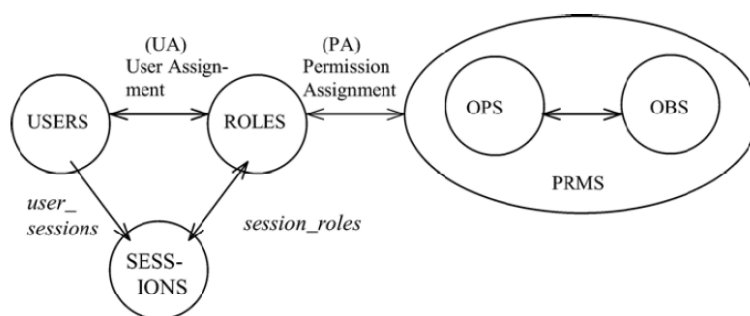 (UA)
User Assign-
ment
(PA)
Permission
Assignment
USERS
ROLES
OPS
OBS
PRMS
user_
sessions
session_roles
SESS-
IONS